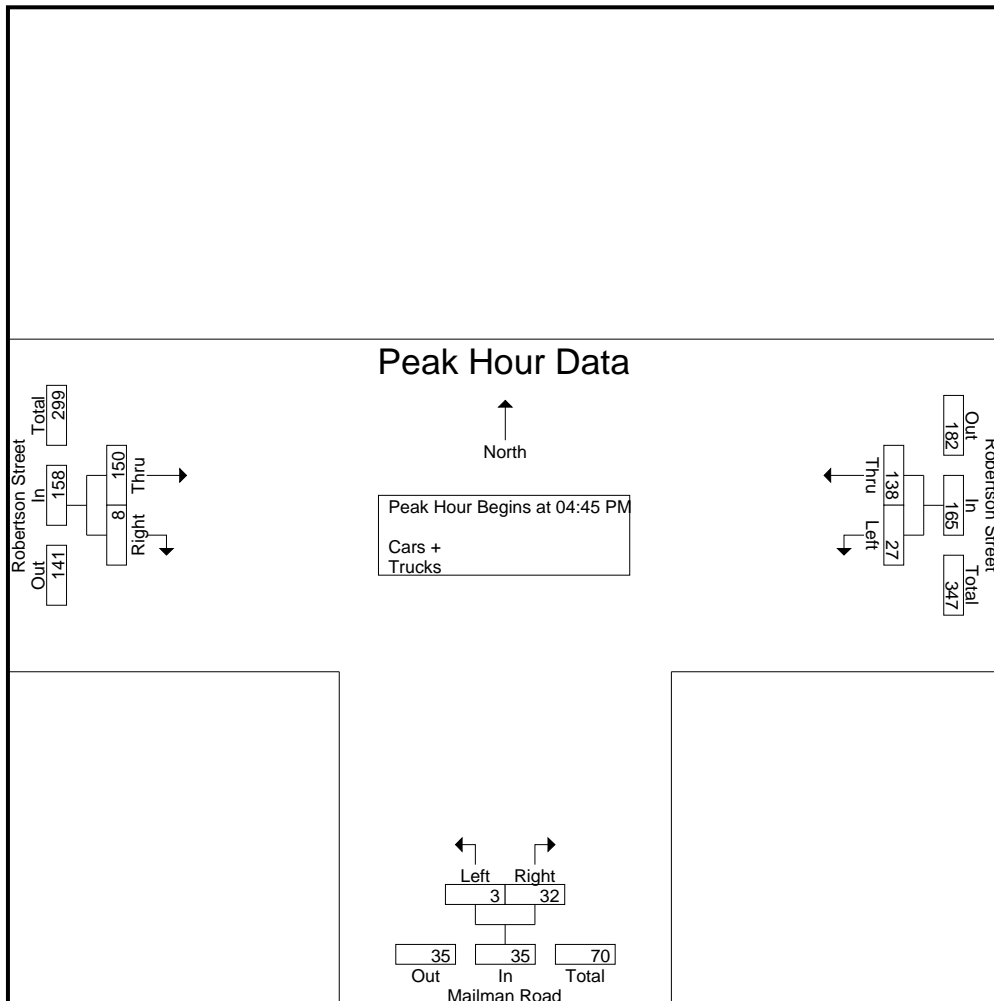 Peak Hour Data
North
Peak Hour Begins at 04:45 PM
Cars +
Trucks
Robertson Street
Total
299
In
158
Out
141
150
Thru
8
Right
Robertson Street
Out
182
In
165
Total
347
Thru
138
Left
27
Left
Right
3
32
35
35
70
Out
In
Total
Mailman Road